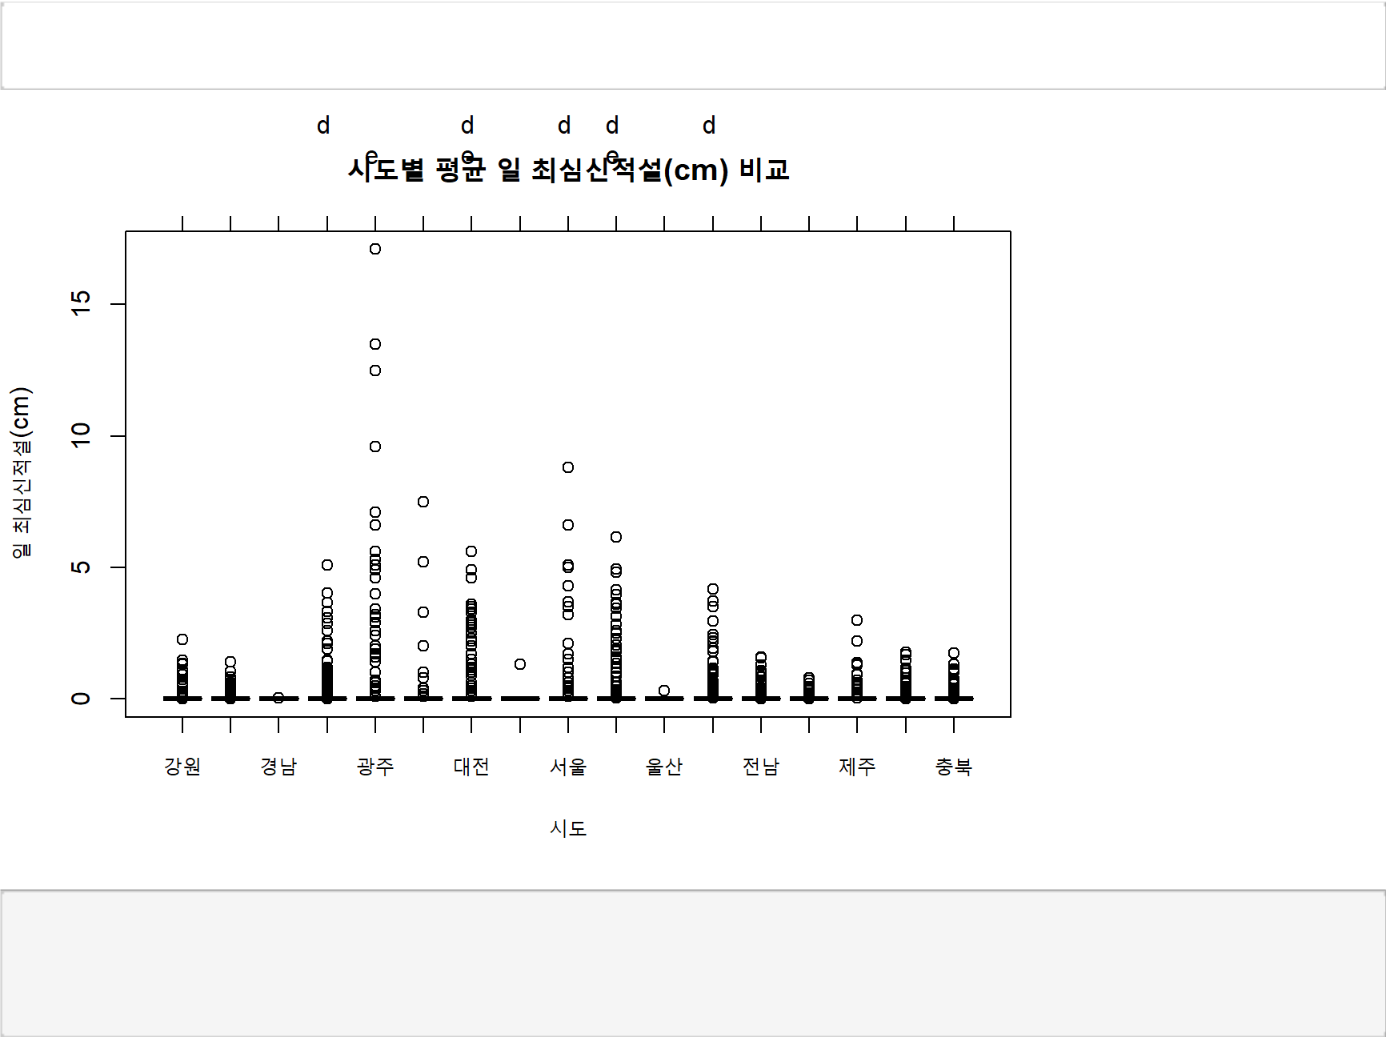 d d d d d
e e e
시도별 평균 일 최심신적설(cm) 비교
15
10
5
0
일 최심신적설(cm)
강원 경남 광주 대전 서울 울산 전남 제주 충북
시도